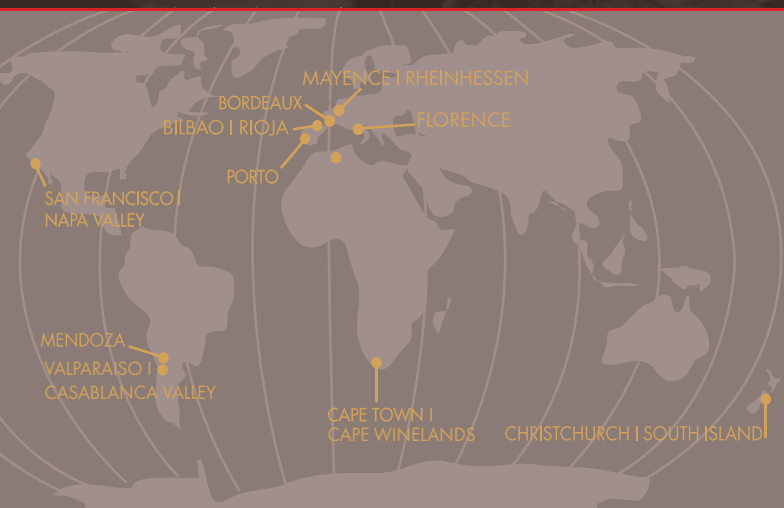 MAYENCE | RHEINHESSEN
BORDEAUX
FLORENCE
BILBAO | RIOJA
PORTO
SAN FRANCISCO |
NAPA VALLEY
MENDOZA
VALPARAISO |
CASABLANCA VALLEY
CAPE TOWN |
CAPE WINELANDS
CHRISTCHURCH | SOUTH ISLAND